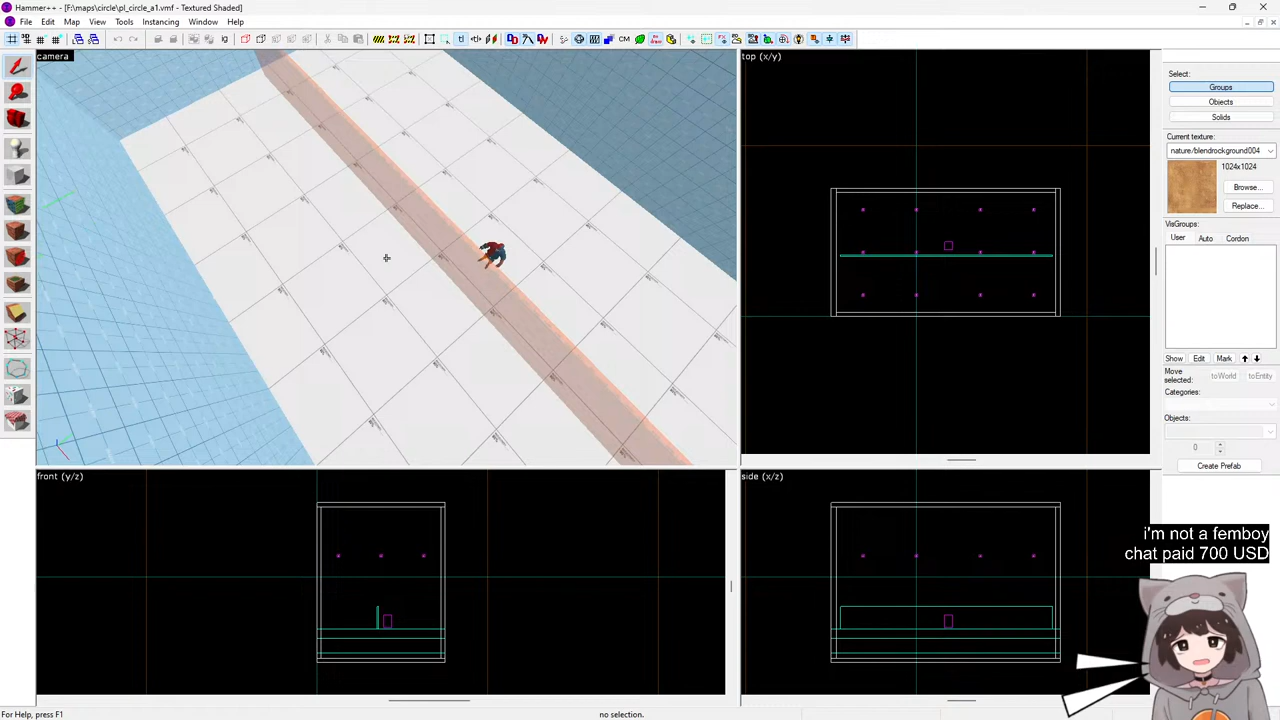 Hammer++ - [F:\maps\circle\pl_circle_a1.vmf - Textured Shaded]
File Edit Map View Tools Instancing Window Help
camera
top (x/y)
front (y/z)
side (x/z)
Select:
Groups
Objects
Solids
Current texture:
nature/blendrockground004
1024x1024
Browse...
Replace...
VisGroups:
User Auto Cordon
Show Edit Mark
Move
selected:
toWorld toEntity
Categories:
Objects:
0
Create Prefab
i'm not a femboy
chat paid 700 USD
For Help, press F1
no selection.